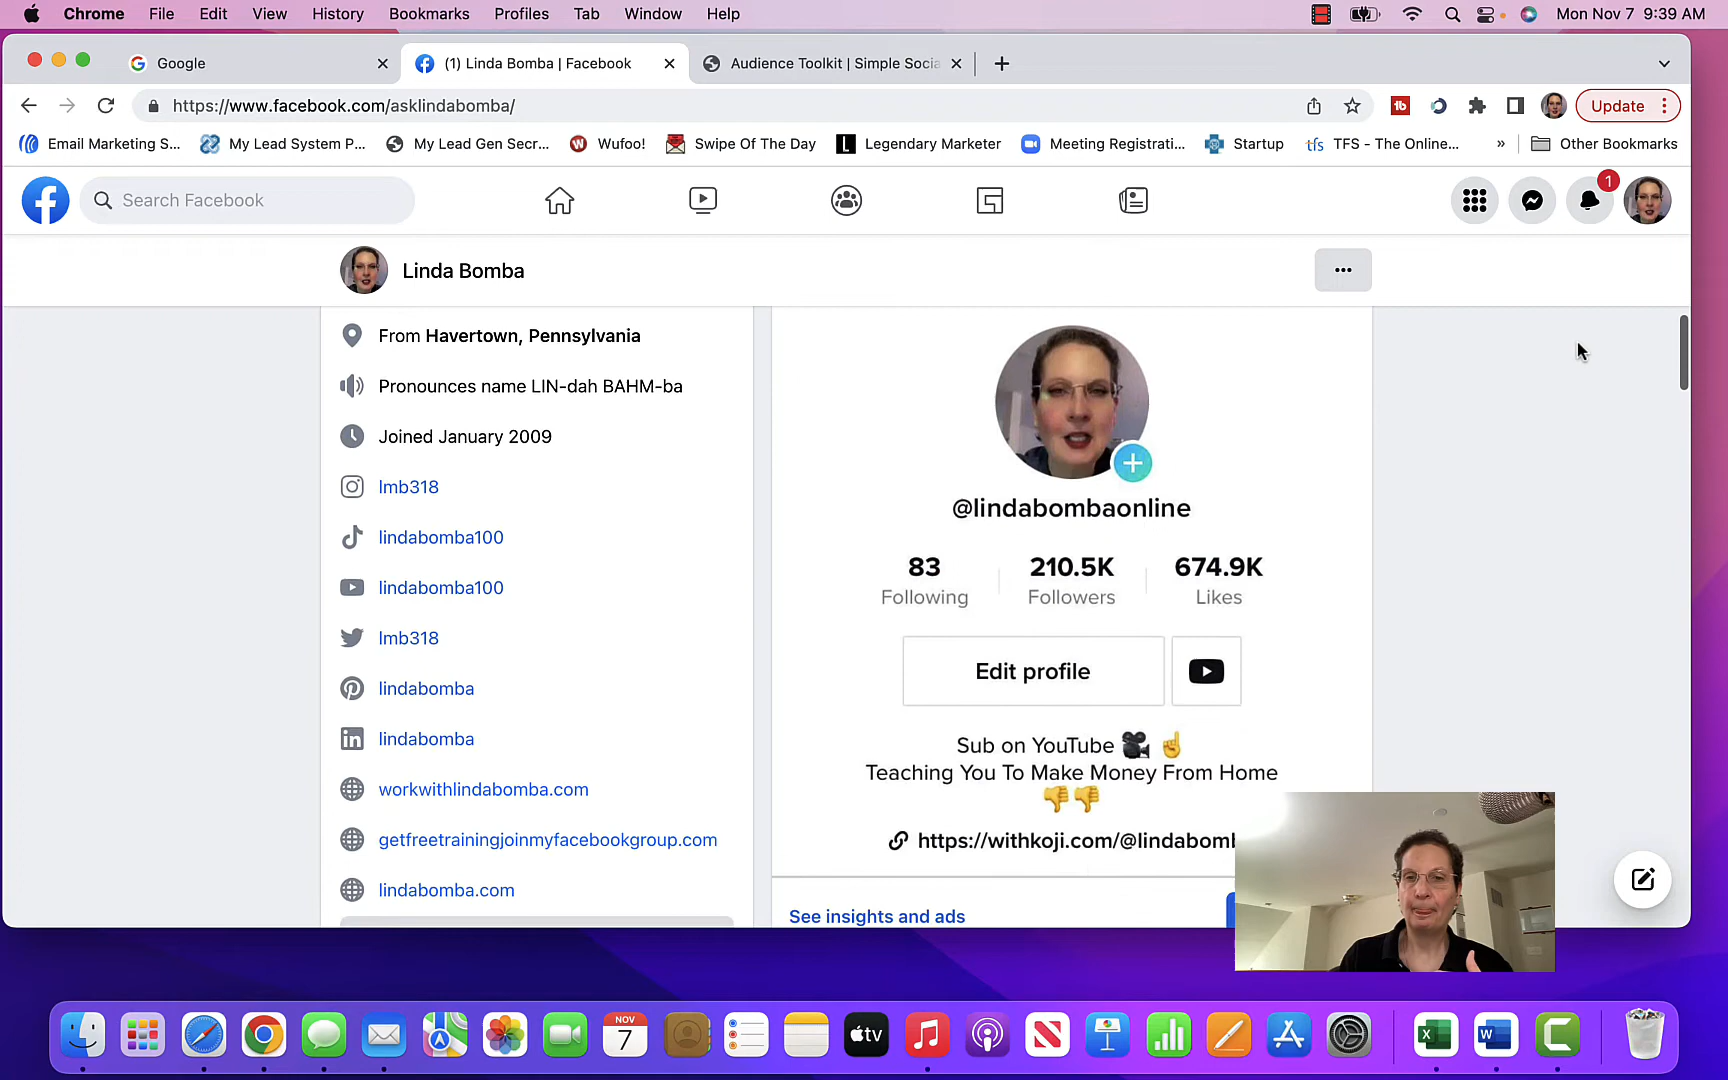 Chrome File Edit View History Bookmarks Profiles Tab Window Help Mon Nov 7 9:39 AM
Google (1) Linda Bomba | Facebook Audience Toolkit | Simple Socia
https://www.facebook.com/asklindabomba/ Update
Email Marketing S... My Lead System P... My Lead Gen Secr... Wufoo! Swipe Of The Day Legendary Marketer Meeting Registrati... Startup tfs TFS - The Online... » Other Bookmarks
Search Facebook 1
Linda Bomba
From Havertown, Pennsylvania
Pronounces name LIN-dah BAHM-ba
Joined January 2009
lmb318
lindabomba100
lindabomba100
lmb318
lindabomba
lindabomba
workwithlindabomba.com
getfreetrainingjoinmyfacebookgroup.com
lindabomba.com
@lindabombaonline
83 210.5K 674.9K
Following Followers Likes
Edit profile
Sub on YouTube
Teaching You To Make Money From Home
https://withkoji.com/@lindabomb
See insights and ads
NOV
7
tv